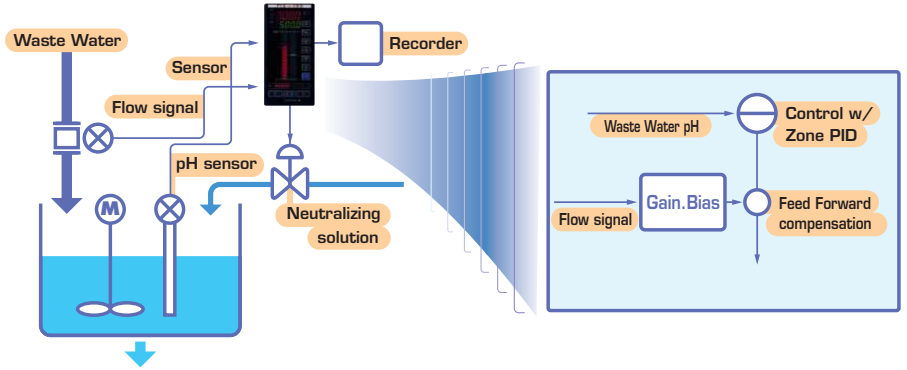 Waste Water
Sensor
Recorder
Flow signal
pH sensor
M
Neutralizing
solution
Waste Water pH
Control w/
Zone PID
Flow signal
Gain.Bias
Feed Forward
compensation